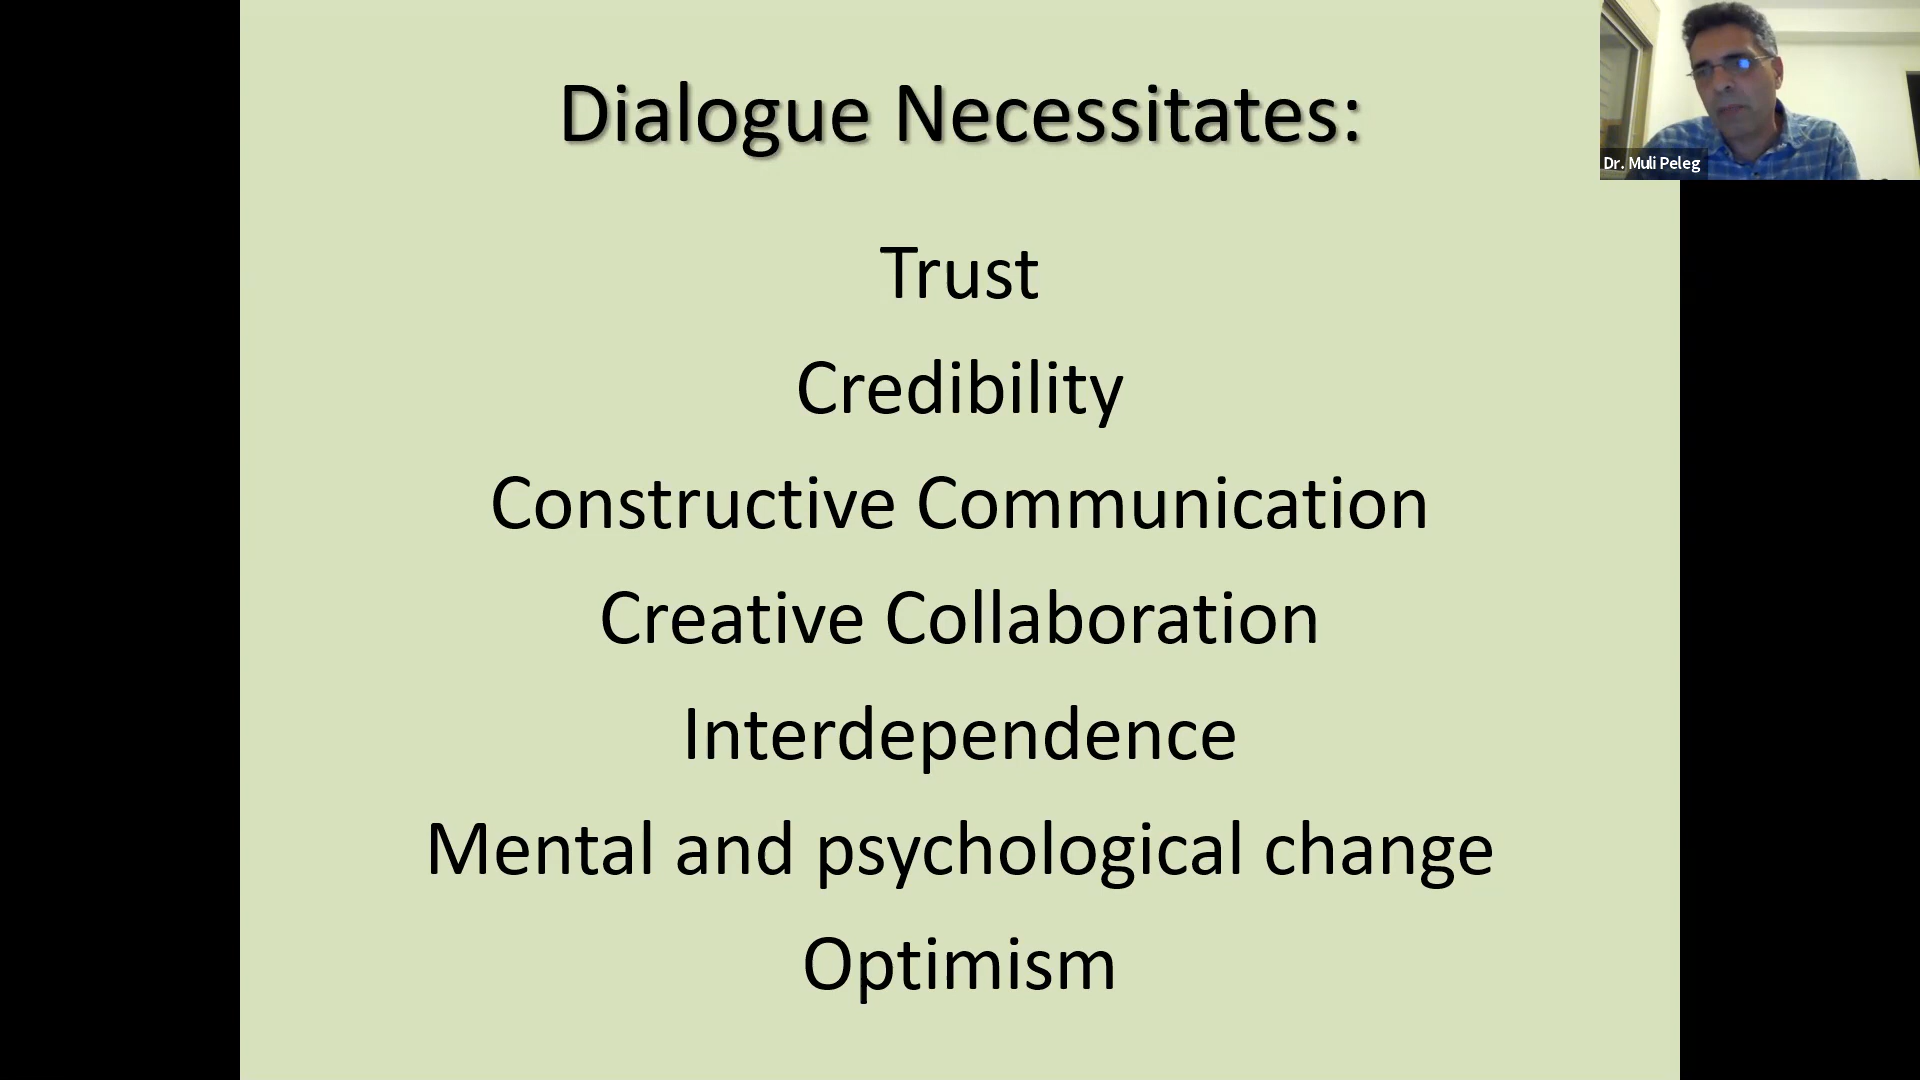 Dialogue Necessitates:
Trust
Credibility
Constructive Communication
Creative Collaboration
Interdependence
Mental and psychological change
Optimism
Dr. Muli Peleg